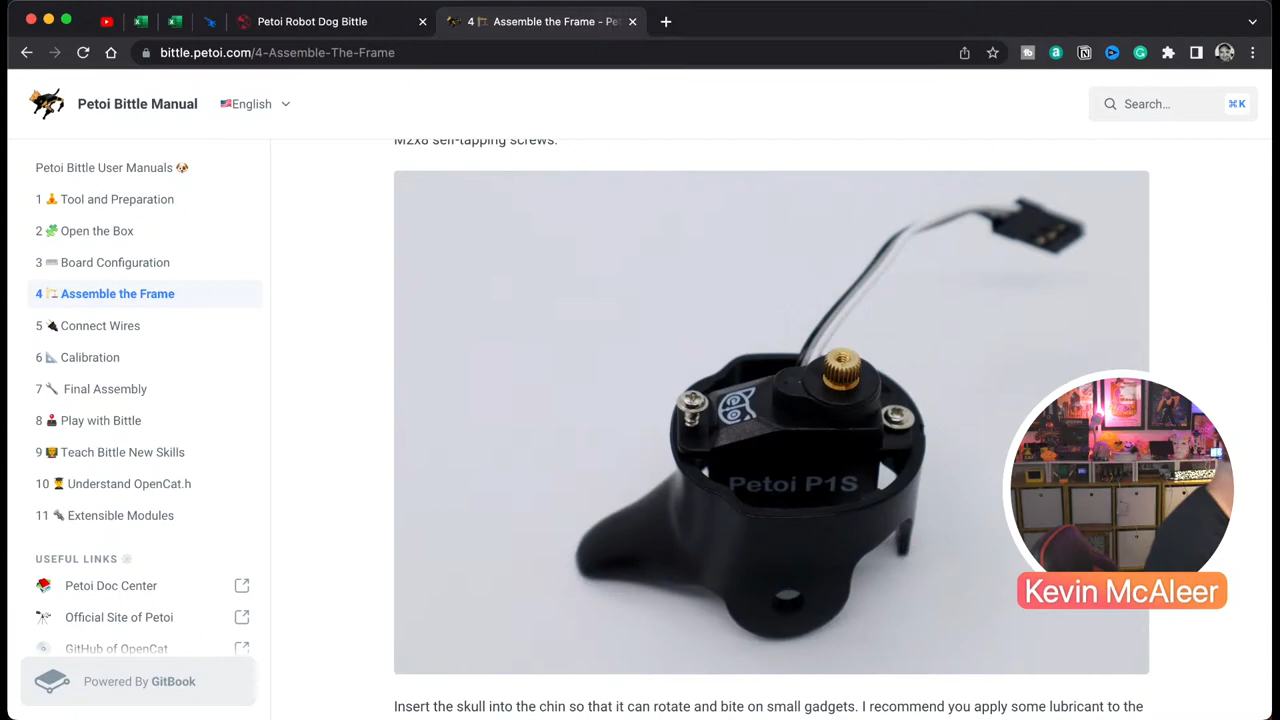 Petoi Robot Dog Bittle
4 Assemble the Frame - Pet
bittle.petoi.com/4-Assemble-The-Frame
Petoi Bittle Manual
English
Search...
⌘K
M2x8 self-tapping screws.
Petoi Bittle User Manuals
1 Tool and Preparation
2 Open the Box
3 Board Configuration
4 Assemble the Frame
5 Connect Wires
6 Calibration
7 Final Assembly
8 Play with Bittle
9 Teach Bittle New Skills
10 Understand OpenCat.h
11 Extensible Modules
USEFUL LINKS
Petoi Doc Center
Official Site of Petoi
GitHub of OpenCat
Powered By GitBook
Petoi P1S
Kevin McAleer
Insert the skull into the chin so that it can rotate and bite on small gadgets. I recommend you apply some lubricant to the